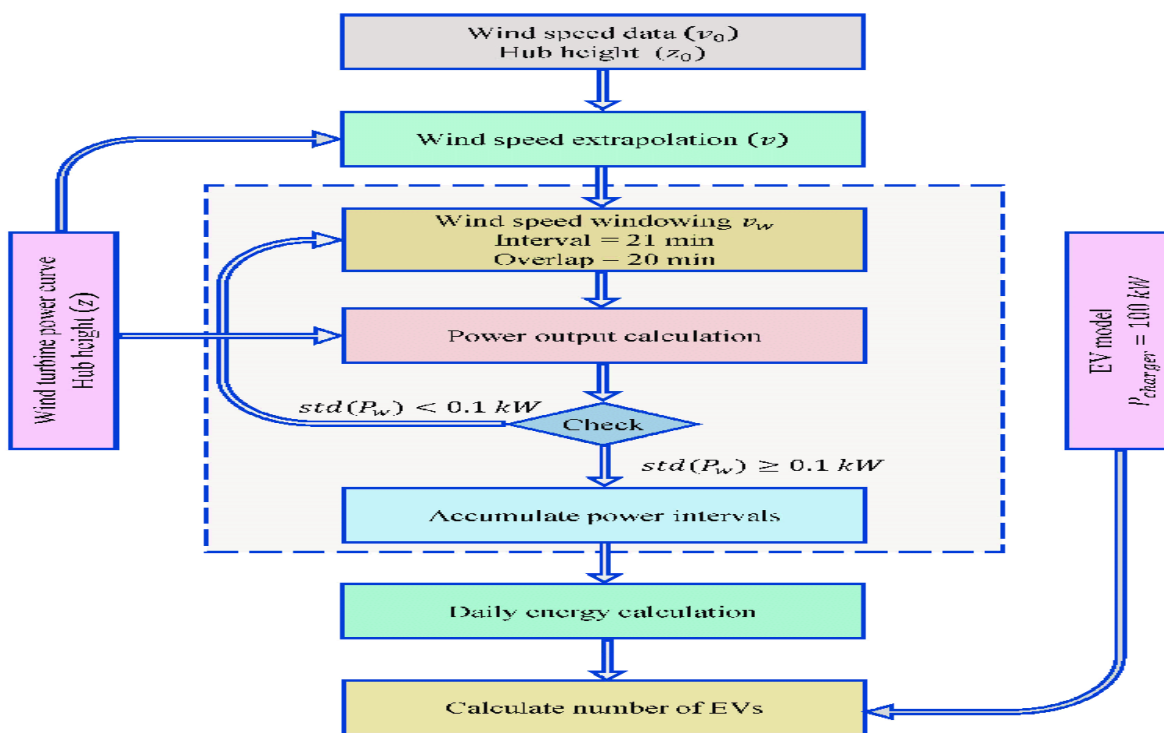 Wind speed data (v₀)
Hub height (z₀)
Wind speed extrapolation (v)
Wind speed windowing v_w
Interval = 21 min
Overlap − 20 min
Wind turbine power curve
Hub height (z)
Power output calculation
EV model
P_charger = 100 kW
std(P_w) < 0.1 kW
Check
std(P_w) ≥ 0.1 kW
Accumulate power intervals
Daily energy calculation
Calculate number of EVs